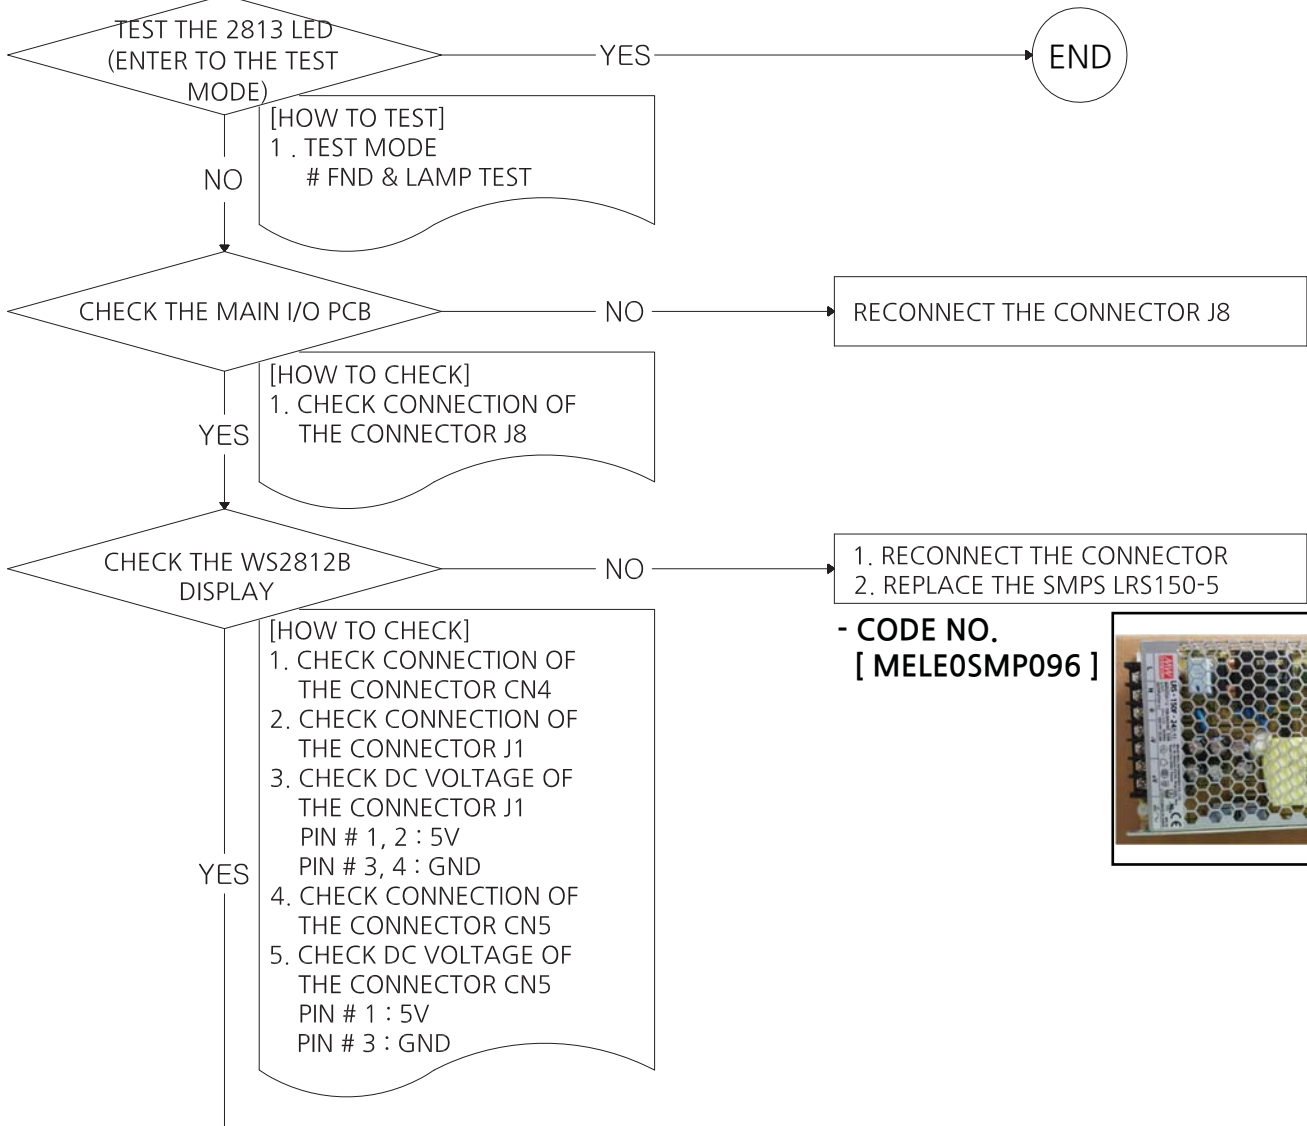 TEST THE 2813 LED
(ENTER TO THE TEST
MODE)
YES
END
[HOW TO TEST]
1 . TEST MODE
# FND & LAMP TEST
NO
CHECK THE MAIN I/O PCB
NO
RECONNECT THE CONNECTOR J8
[HOW TO CHECK]
1. CHECK CONNECTION OF
THE CONNECTOR J8
YES
CHECK THE WS2812B
DISPLAY
NO
1. RECONNECT THE CONNECTOR
2. REPLACE THE SMPS LRS150-5
- CODE NO.
[ MELE0SMP096 ]
[HOW TO CHECK]
1. CHECK CONNECTION OF
THE CONNECTOR CN4
2. CHECK CONNECTION OF
THE CONNECTOR J1
3. CHECK DC VOLTAGE OF
THE CONNECTOR J1
PIN # 1, 2 : 5V
PIN # 3, 4 : GND
4. CHECK CONNECTION OF
THE CONNECTOR CN5
5. CHECK DC VOLTAGE OF
THE CONNECTOR CN5
PIN # 1 : 5V
PIN # 3 : GND
YES